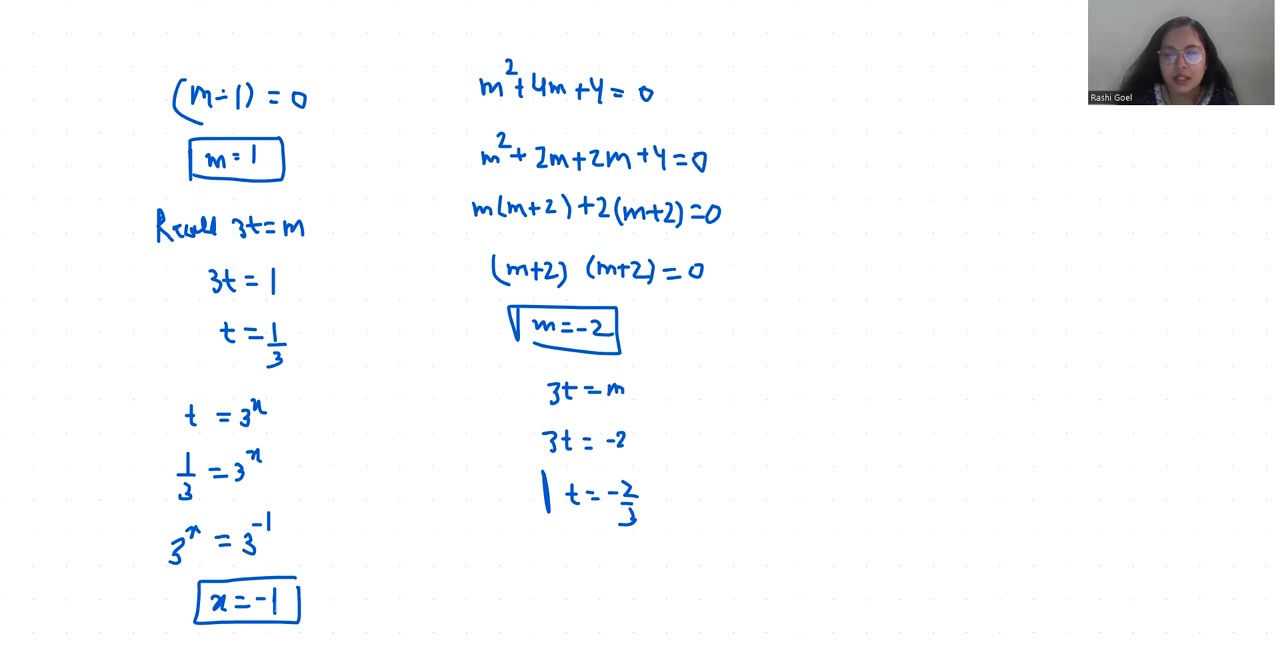 (m-1) = 0
m = 1
Recall 3t = m
3t = 1
t = 1/3
t = 3^x
1/3 = 3^x
3^x = 3^-1
x = -1
m^2 + 4m + 4 = 0
m^2 + 2m + 2m + 4 = 0
m(m+2) + 2(m+2) = 0
(m+2) (m+2) = 0
m = -2
3t = m
3t = -2
t = -2/3
Rashi Goel